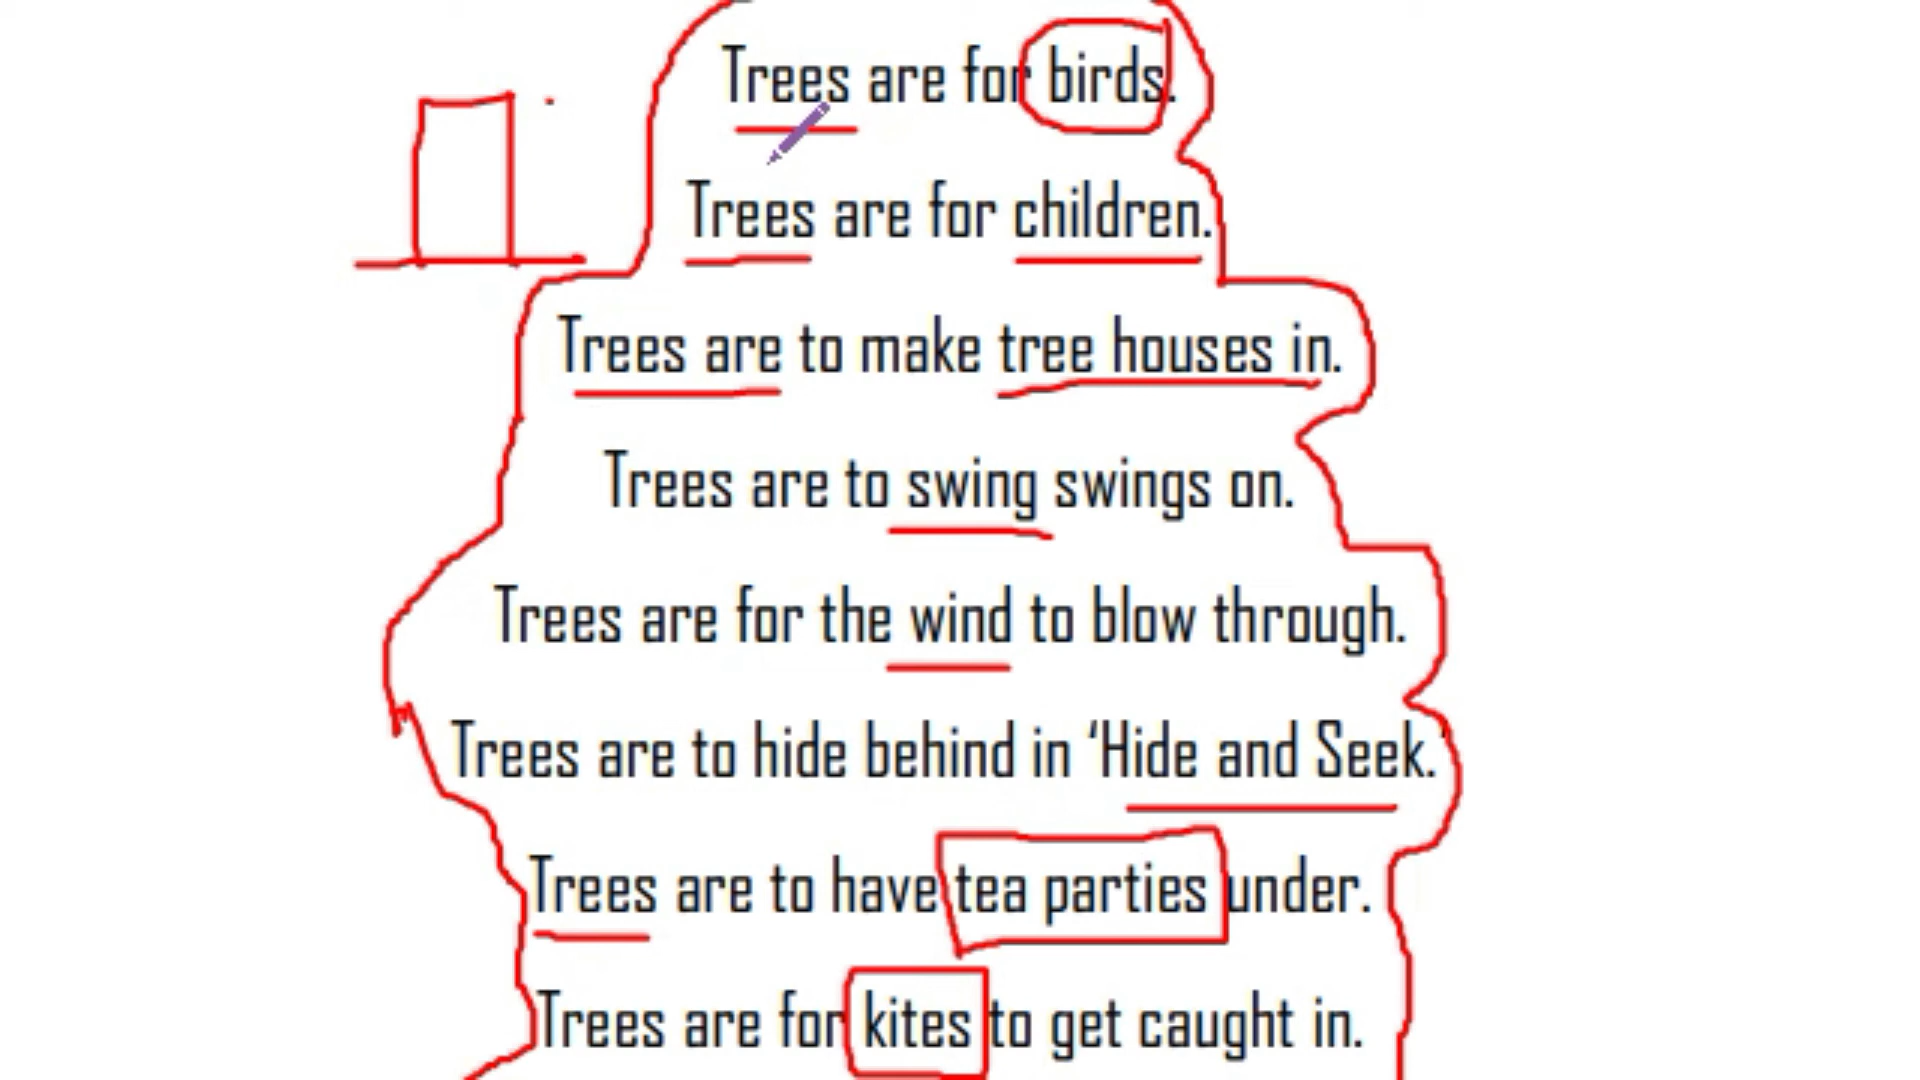 Trees are for birds.
Trees are for children.
Trees are to make tree houses in.
Trees are to swing swings on.
Trees are for the wind to blow through.
Trees are to hide behind in ‘Hide and Seek.
Trees are to have tea parties under.
Trees are for kites to get caught in.